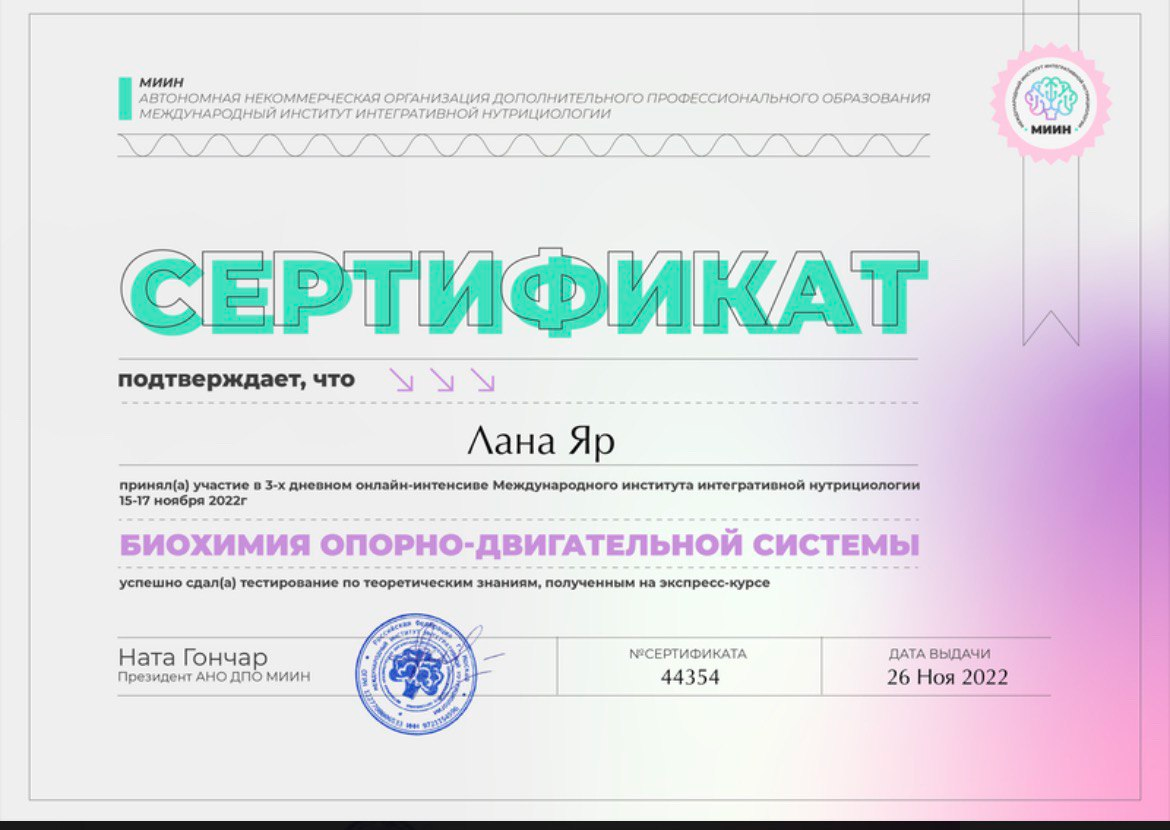 МИИН
АВТОНОМНАЯ НЕКОММЕРЧЕСКАЯ ОРГАНИЗАЦИЯ ДОПОЛНИТЕЛЬНОГО ПРОФЕССИОНАЛЬНОГО ОБРАЗОВАНИЯ
МЕЖДУНАРОДНЫЙ ИНСТИТУТ ИНТЕГРАТИВНОЙ НУТРИЦИОЛОГИИ
МЕЖДУНАРОДНЫЙ ИНСТИТУТ ИНТЕГРАТИВНОЙ НУТРИЦИОЛОГИИ
МИИН
СЕРТИФИКАТ
подтверждает, что
Лана Яр
принял(а) участие в 3-х дневном онлайн-интенсиве Международного института интегративной нутрициологии
15-17 ноября 2022г
БИОХИМИЯ ОПОРНО-ДВИГАТЕЛЬНОЙ СИСТЕМЫ
успешно сдал(а) тестирование по теоретическим знаниям, полученным на экспресс-курсе
Ната Гончар
Президент АНО ДПО МИИН
Российская Федерация
№СЕРТИФИКАТА
44354
ДАТА ВЫДАЧИ
26 Ноя 2022